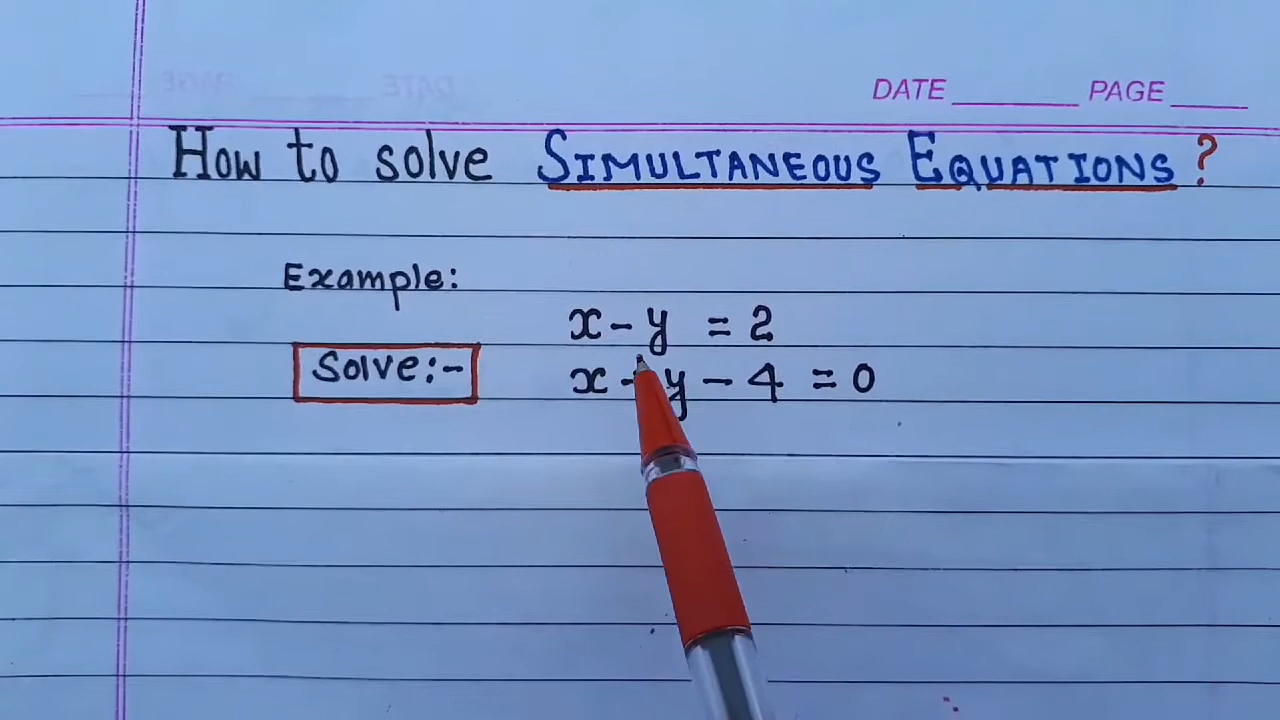 DATE PAGE
How to solve SIMULTANEOUS EQUATIONS?
Example:
x - y = 2
Solve:-
x y - 4 = 0